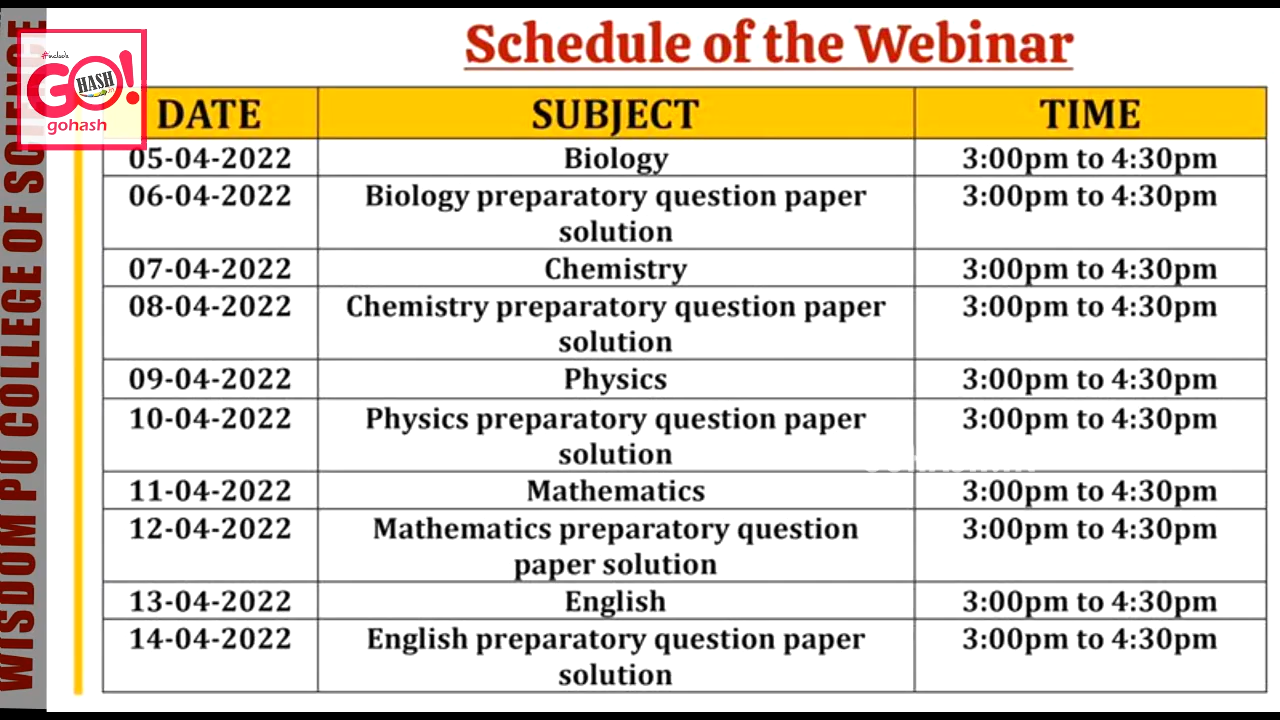 Schedule of the Webinar
#include
GO!
HASH
gohash
WISDOM PU COLLEGE OF SCIENCE
DATE SUBJECT TIME
05-04-2022 Biology 3:00pm to 4:30pm
06-04-2022 Biology preparatory question paper 3:00pm to 4:30pm
solution
07-04-2022 Chemistry 3:00pm to 4:30pm
08-04-2022 Chemistry preparatory question paper 3:00pm to 4:30pm
solution
09-04-2022 Physics 3:00pm to 4:30pm
10-04-2022 Physics preparatory question paper 3:00pm to 4:30pm
solution
11-04-2022 Mathematics 3:00pm to 4:30pm
12-04-2022 Mathematics preparatory question 3:00pm to 4:30pm
paper solution
13-04-2022 English 3:00pm to 4:30pm
14-04-2022 English preparatory question paper 3:00pm to 4:30pm
solution